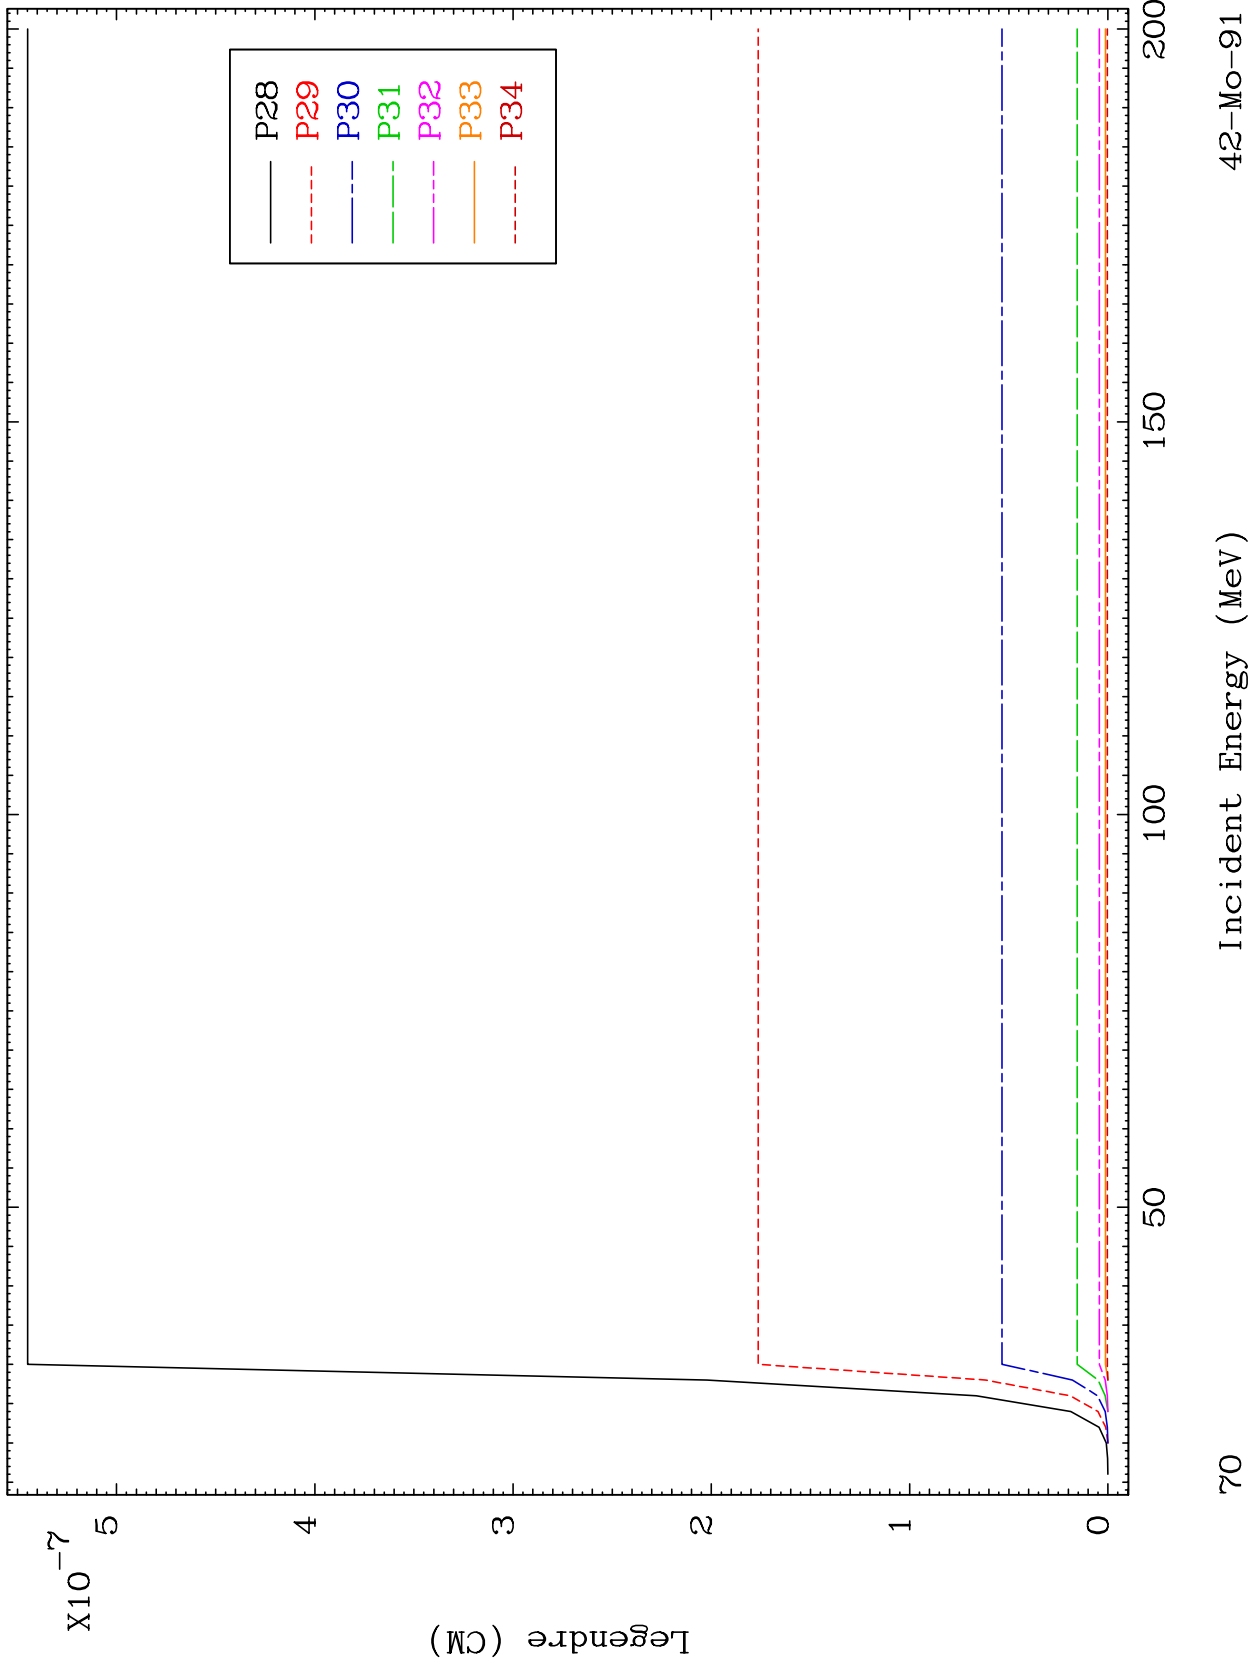 X10
-7
5
4
3
2
1
0
Legendre (CM)
P28
P29
P30
P31
P32
P33
P34
50
100
150
200
Incident Energy (MeV)
70
42-Mo-91